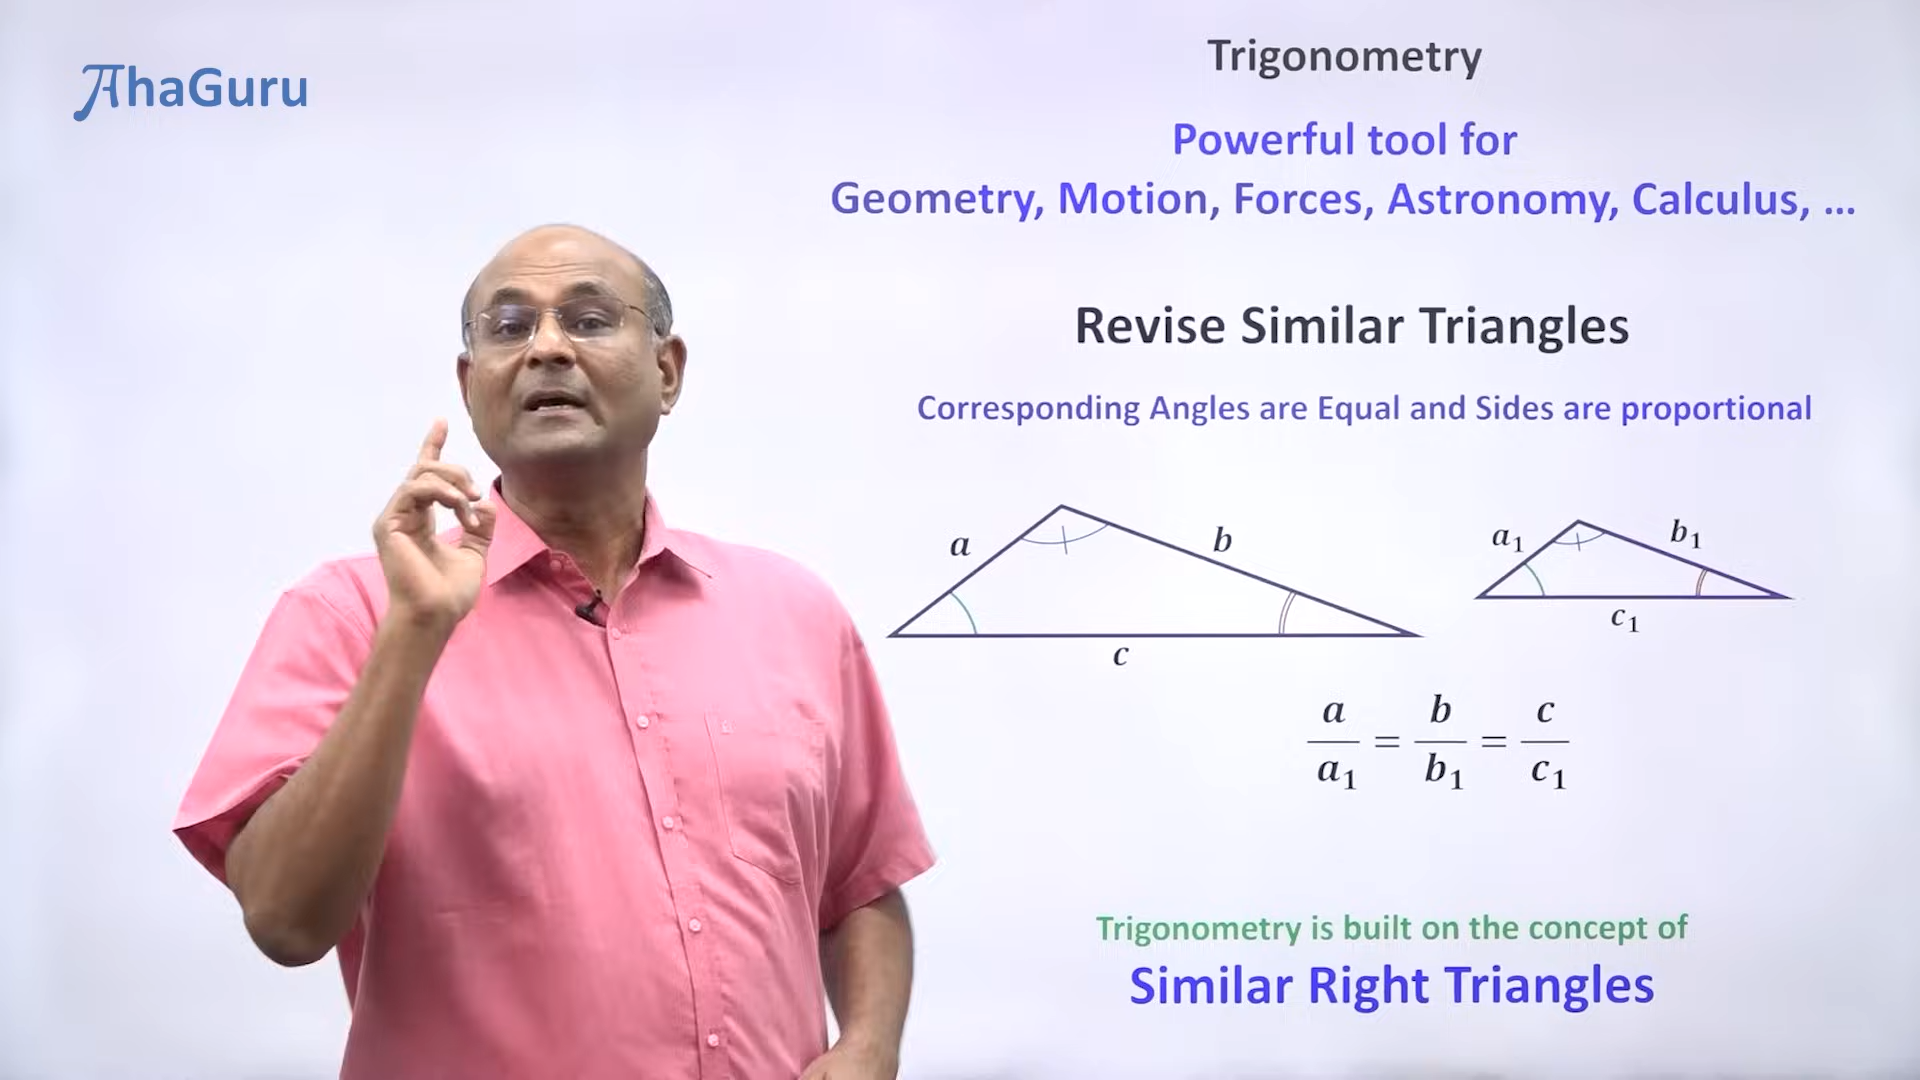 AhaGuru
Trigonometry
Powerful tool for
Geometry, Motion, Forces, Astronomy, Calculus, ...
Revise Similar Triangles
Corresponding Angles are Equal and Sides are proportional
a
b
c
a₁
b₁
c₁
a/a₁ = b/b₁ = c/c₁
Trigonometry is built on the concept of
Similar Right Triangles